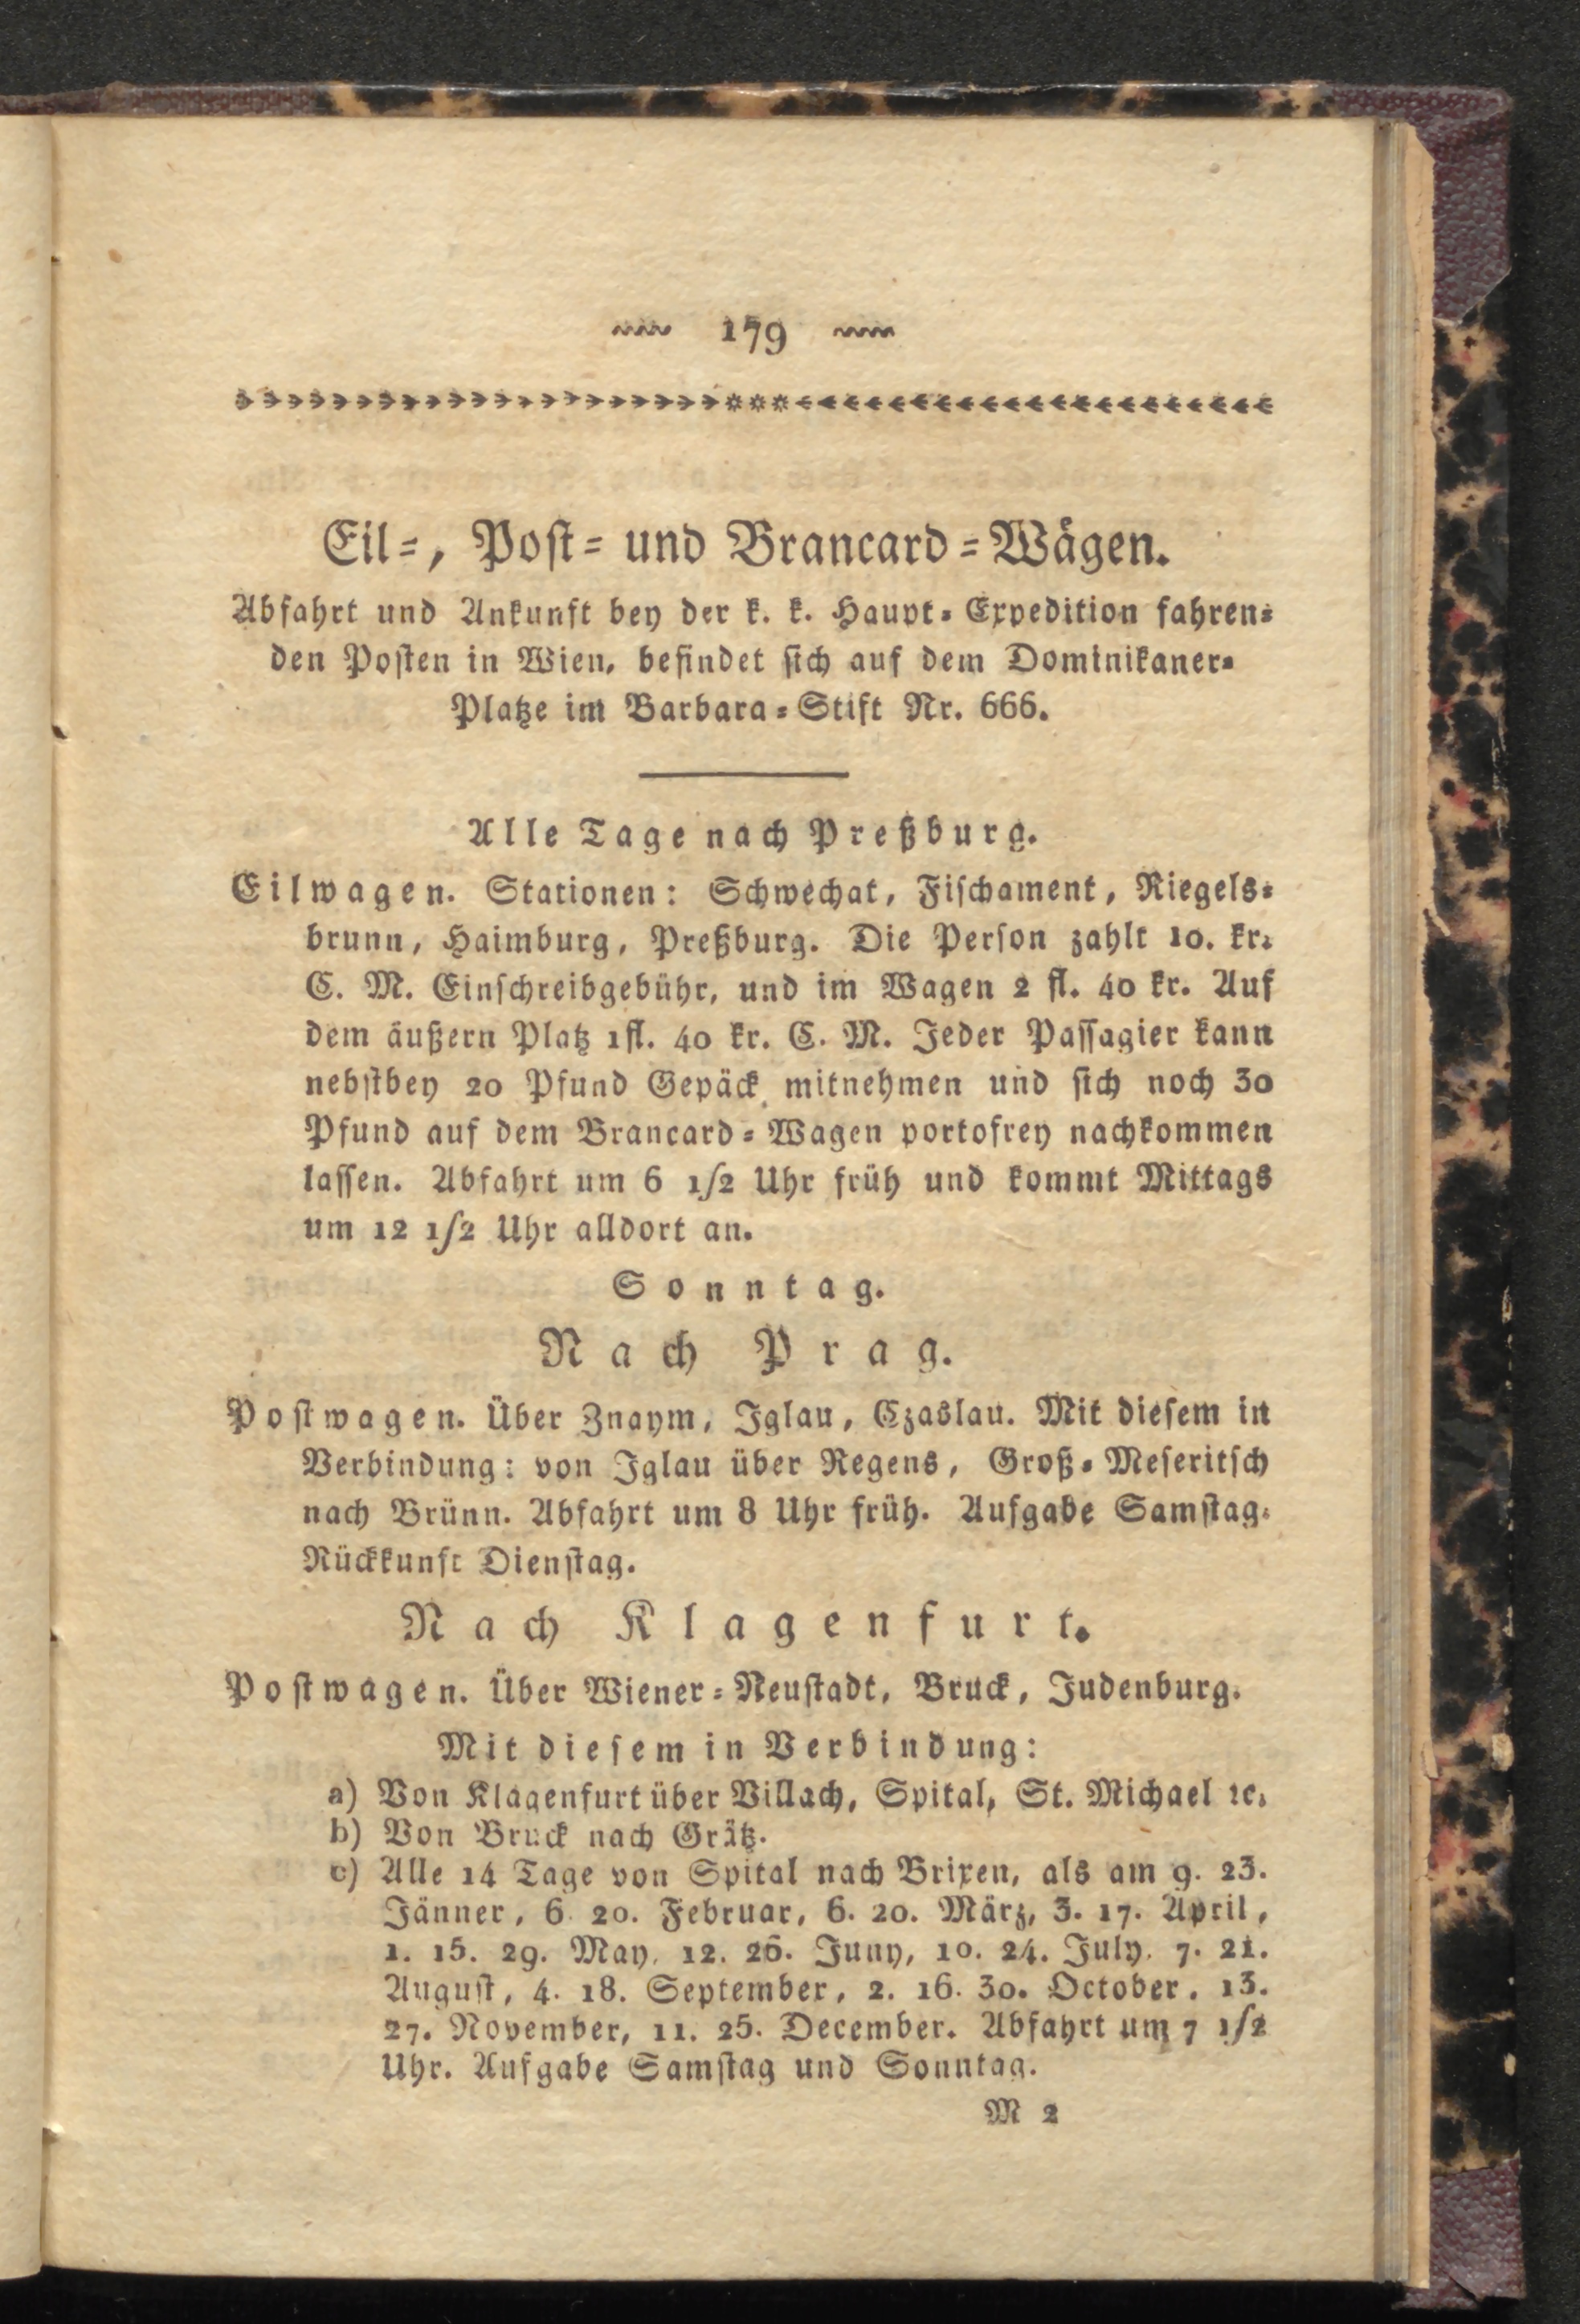 179
Eil=, Post= und Brancard=Wägen.
Abfahrt und Ankunft bey der k. k. Haupt=Expedition fahren=
den Posten in Wien, befindet sich auf dem Dominikaner=
Platze im Barbara=Stift Nr. 666.
Alle Tage nach Preßburg.
Eilwagen. Stationen: Schwechat, Fischament, Riegels=
brunn, Haimburg, Preßburg. Die Person zahlt 10. kr.
C. M. Einschreibgebühr, und im Wagen 2 fl. 40 kr. Auf
dem äußern Platz 1 fl. 40 kr. C. M. Jeder Passagier kann
nebstbey 20 Pfund Gepäck mitnehmen und sich noch 30
Pfund auf dem Brancard=Wagen portofrey nachkommen
lassen. Abfahrt um 6 1/2 Uhr früh und kommt Mittags
um 12 1/2 Uhr alldort an.
Sonntag.
Nach Prag.
Postwagen. Über Znaym, Iglau, Czaslau. Mit diesem in
Verbindung: von Iglau über Regens, Groß=Meseritsch
nach Brünn. Abfahrt um 8 Uhr früh. Aufgabe Samstag.
Rückkunft Dienstag.
Nach Klagenfurt.
Postwagen. Über Wiener=Neustadt, Bruck, Judenburg.
Mit diesem in Verbindung:
a) Von Klagenfurt über Villach, Spital, St. Michael ꝛc.
b) Von Bruck nach Grätz.
c) Alle 14 Tage von Spital nach Brixen, als am 9. 23.
Jänner, 6. 20. Februar, 6. 20. März, 3. 17. April,
1. 15. 29. May, 12. 26. Juny, 10. 24. July, 7. 21.
August, 4. 18. September, 2. 16. 30. October, 13.
27. November, 11. 25. December. Abfahrt um 7 1/2
Uhr. Aufgabe Samstag und Sonntag.
M 2